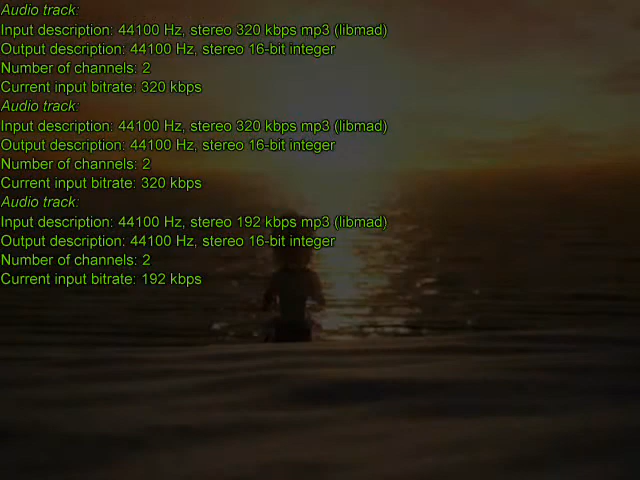 Audio track:
Input description: 44100 Hz, stereo 320 kbps mp3 (libmad)
Output description: 44100 Hz, stereo 16-bit integer
Number of channels: 2
Current input bitrate: 320 kbps
Audio track:
Input description: 44100 Hz, stereo 320 kbps mp3 (libmad)
Output description: 44100 Hz, stereo 16-bit integer
Number of channels: 2
Current input bitrate: 320 kbps
Audio track:
Input description: 44100 Hz, stereo 192 kbps mp3 (libmad)
Output description: 44100 Hz, stereo 16-bit integer
Number of channels: 2
Current input bitrate: 192 kbps